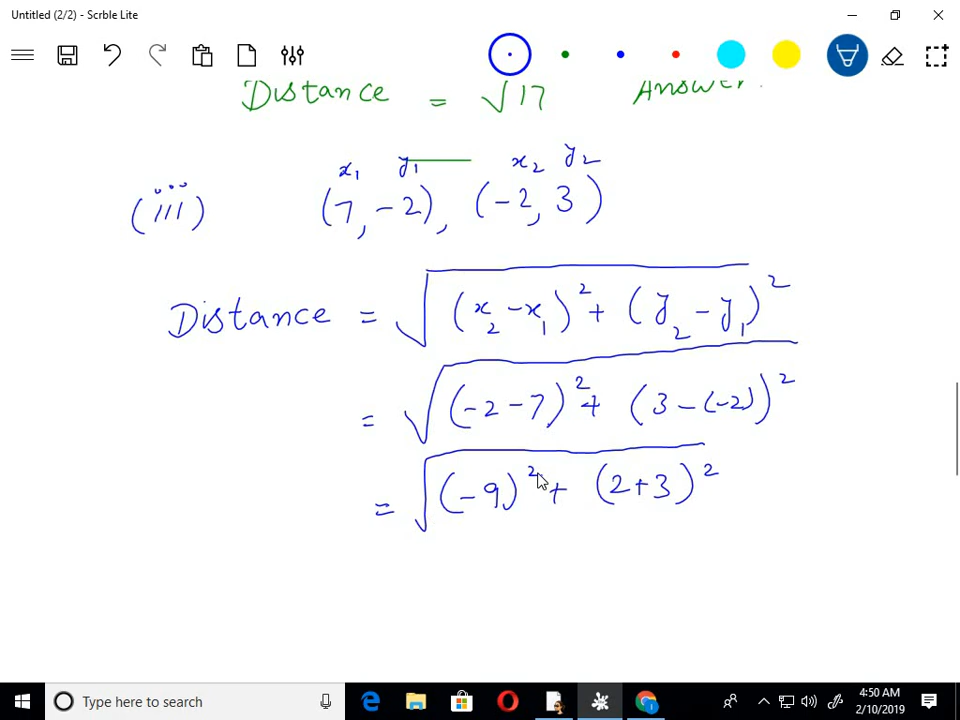 Untitled (2/2) - Scrble Lite
Distance = √17 Answer.
x₁ y₁ x₂ y₂
(iii) (7, -2), (-2, 3)
Distance = √(x₂ - x₁)² + (y₂ - y₁)²
= √(-2 - 7)² + (3 - (-2))²
= √(-9)² + (2+3)²
Type here to search
4:50 AM
2/10/2019